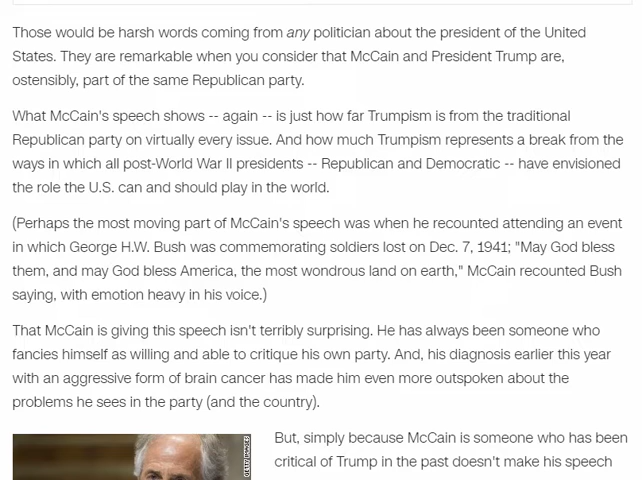 Those would be harsh words coming from any politician about the president of the United
States. They are remarkable when you consider that McCain and President Trump are,
ostensibly, part of the same Republican party.
What McCain's speech shows -- again -- is just how far Trumpism is from the traditional
Republican party on virtually every issue. And how much Trumpism represents a break from the
ways in which all post-World War II presidents -- Republican and Democratic -- have envisioned
the role the U.S. can and should play in the world.
(Perhaps the most moving part of McCain's speech was when he recounted attending an event
in which George H.W. Bush was commemorating soldiers lost on Dec. 7, 1941; "May God bless
them, and may God bless America, the most wondrous land on earth," McCain recounted Bush
saying, with emotion heavy in his voice.)
That McCain is giving this speech isn't terribly surprising. He has always been someone who
fancies himself as willing and able to critique his own party. And, his diagnosis earlier this year
with an aggressive form of brain cancer has made him even more outspoken about the
problems he sees in the party (and the country).
But, simply because McCain is someone who has been
critical of Trump in the past doesn't make his speech
GETTY IMAGES